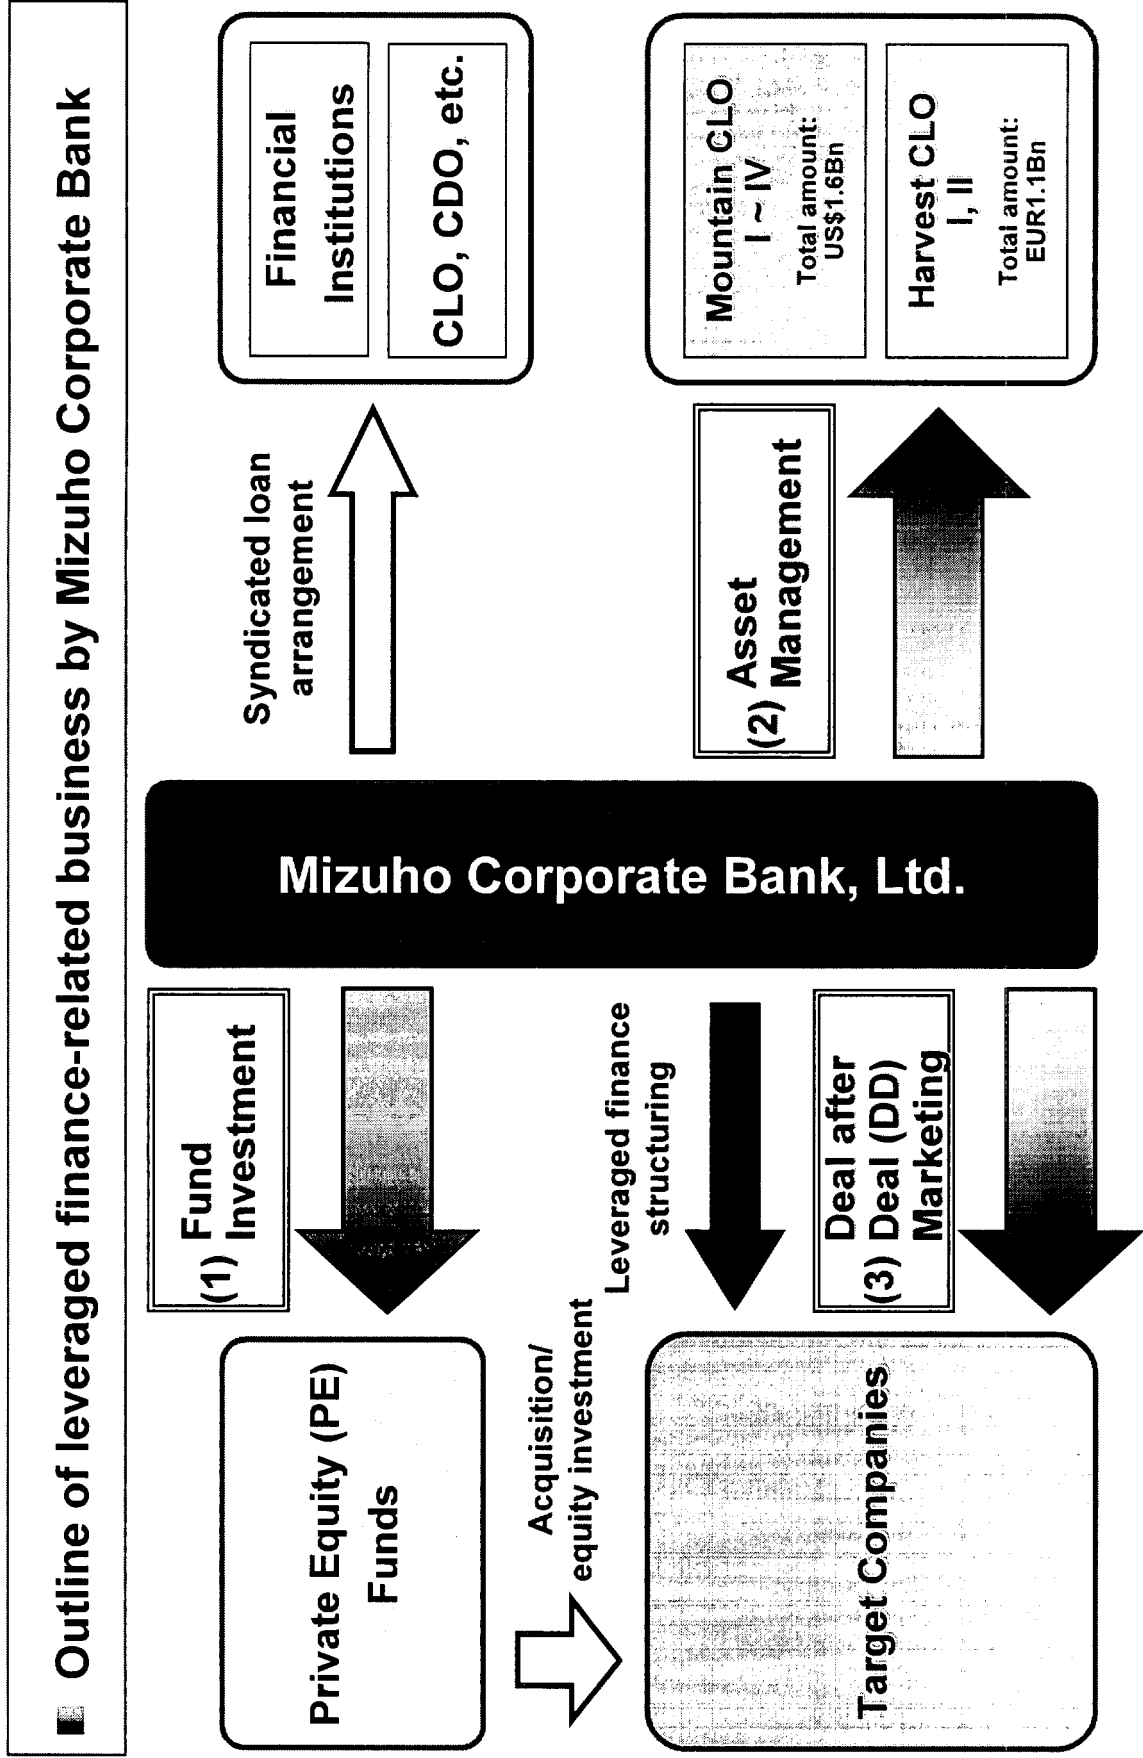 ■ Outline of leveraged finance-related business by Mizuho Corporate Bank
Private Equity (PE)
Funds
(1) Fund
Investment
Acquisition/
equity investment
Leveraged finance
structuring
Target Companies
Deal after
(3) Deal (DD)
Marketing
Mizuho Corporate Bank, Ltd.
Syndicated loan
arrangement
Financial
Institutions
CLO, CDO, etc.
(2) Asset
Management
Mountain CLO
I ~ IV
Total amount:
US$1.6Bn
Harvest CLO
I, II
Total amount:
EUR1.1Bn